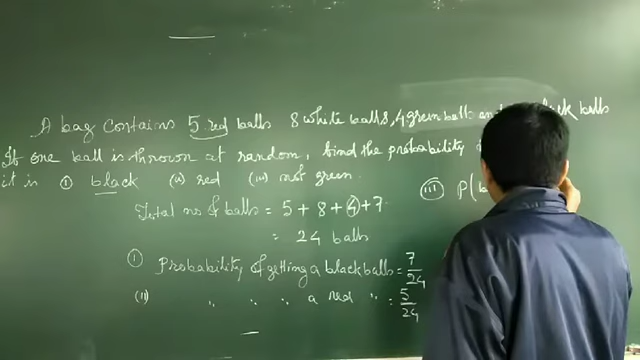 A bag contains 5 red balls 8 white balls, 4 green balls and balls
If one ball is thrown at random, find the probability
it is (i) black (ii) red (iii) not green.
Total no of balls = 5 + 8 + 4 + 7
= 24 balls
(i) Probability of getting a black balls = 7/24
(ii) " " " a red " = 5/24
(iii) P(